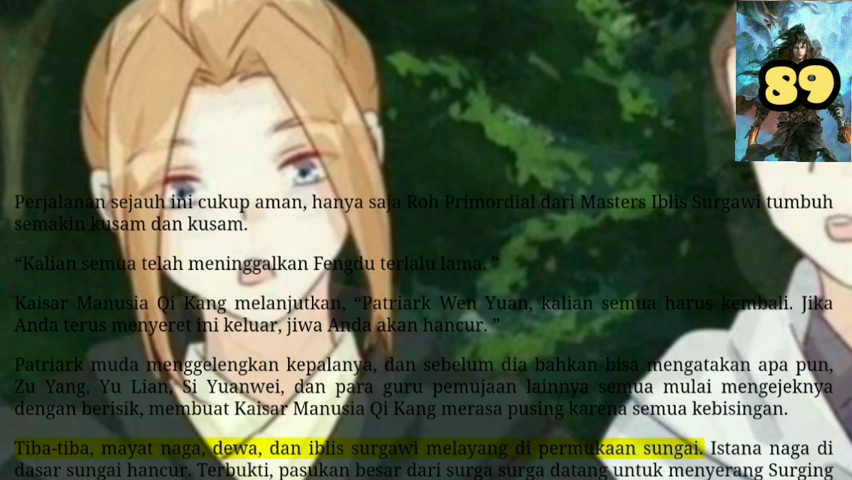 89
Perjalanan sejauh ini cukup aman, hanya saja Roh Primordial dari Masters Iblis Surgawi tumbuh
semakin kusam dan kusam.
“Kalian semua telah meninggalkan Fengdu terlalu lama. ”
Kaisar Manusia Qi Kang melanjutkan, “Patriark Wen Yuan, kalian semua harus kembali. Jika
Anda terus menyeret ini keluar, jiwa Anda akan hancur. ”
Patriark muda menggelengkan kepalanya, dan sebelum dia bahkan bisa mengatakan apa pun,
Zu Yang, Yu Lian, Si Yuanwei, dan para guru pemujaan lainnya semua mulai mengejeknya
dengan berisik, membuat Kaisar Manusia Qi Kang merasa pusing karena semua kebisingan.
Tiba-tiba, mayat naga, dewa, dan iblis surgawi melayang di permukaan sungai. Istana naga di
dasar sungai hancur. Terbukti, pasukan besar dari surga surga datang untuk menyerang Surging